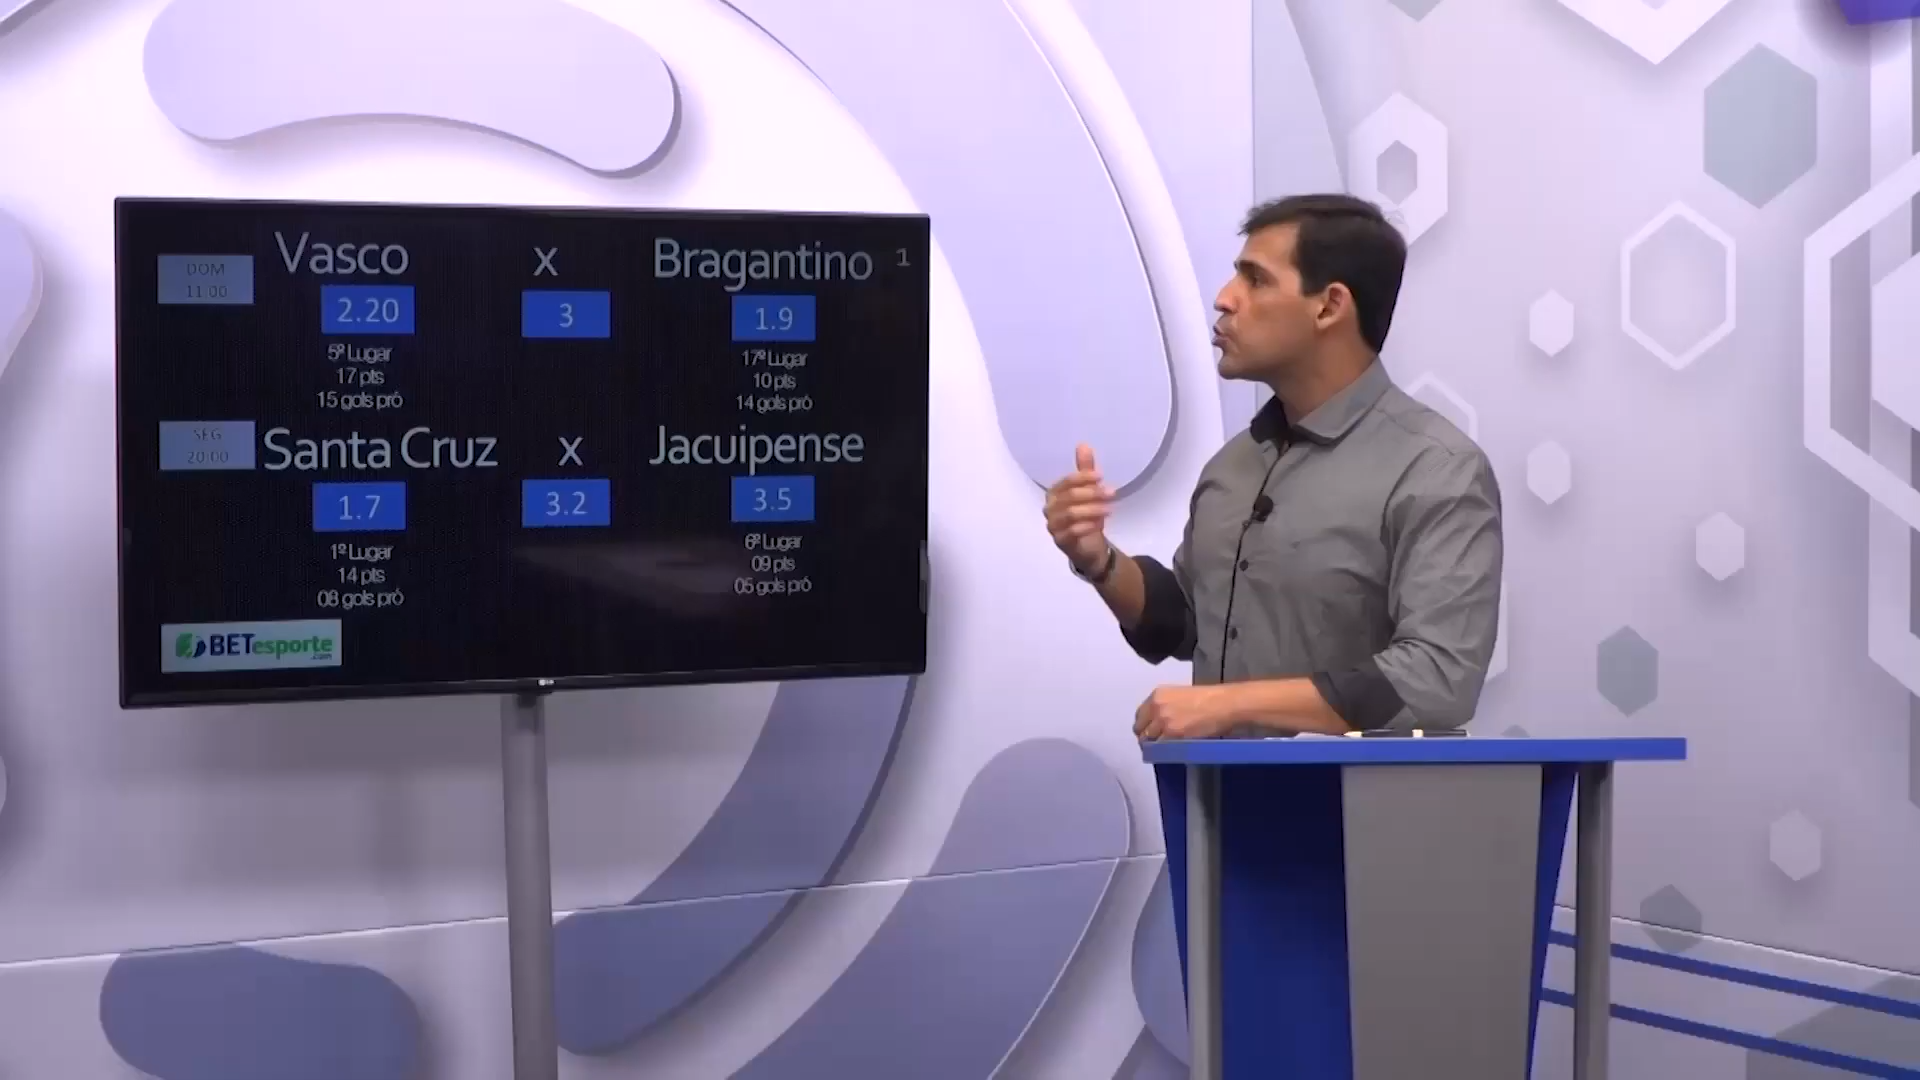 Vasco x Bragantino 1
DOM
11:00
2.20 3 1.9
5º Lugar
17 pts
15 gols pró
17º Lugar
10 pts
14 gols pró
SEG
20:00
Santa Cruz x Jacuipense
1.7 3.2 3.5
1º Lugar
14 pts
08 gols pró
6º Lugar
09 pts
05 gols pró
BETesporte
.com
LG